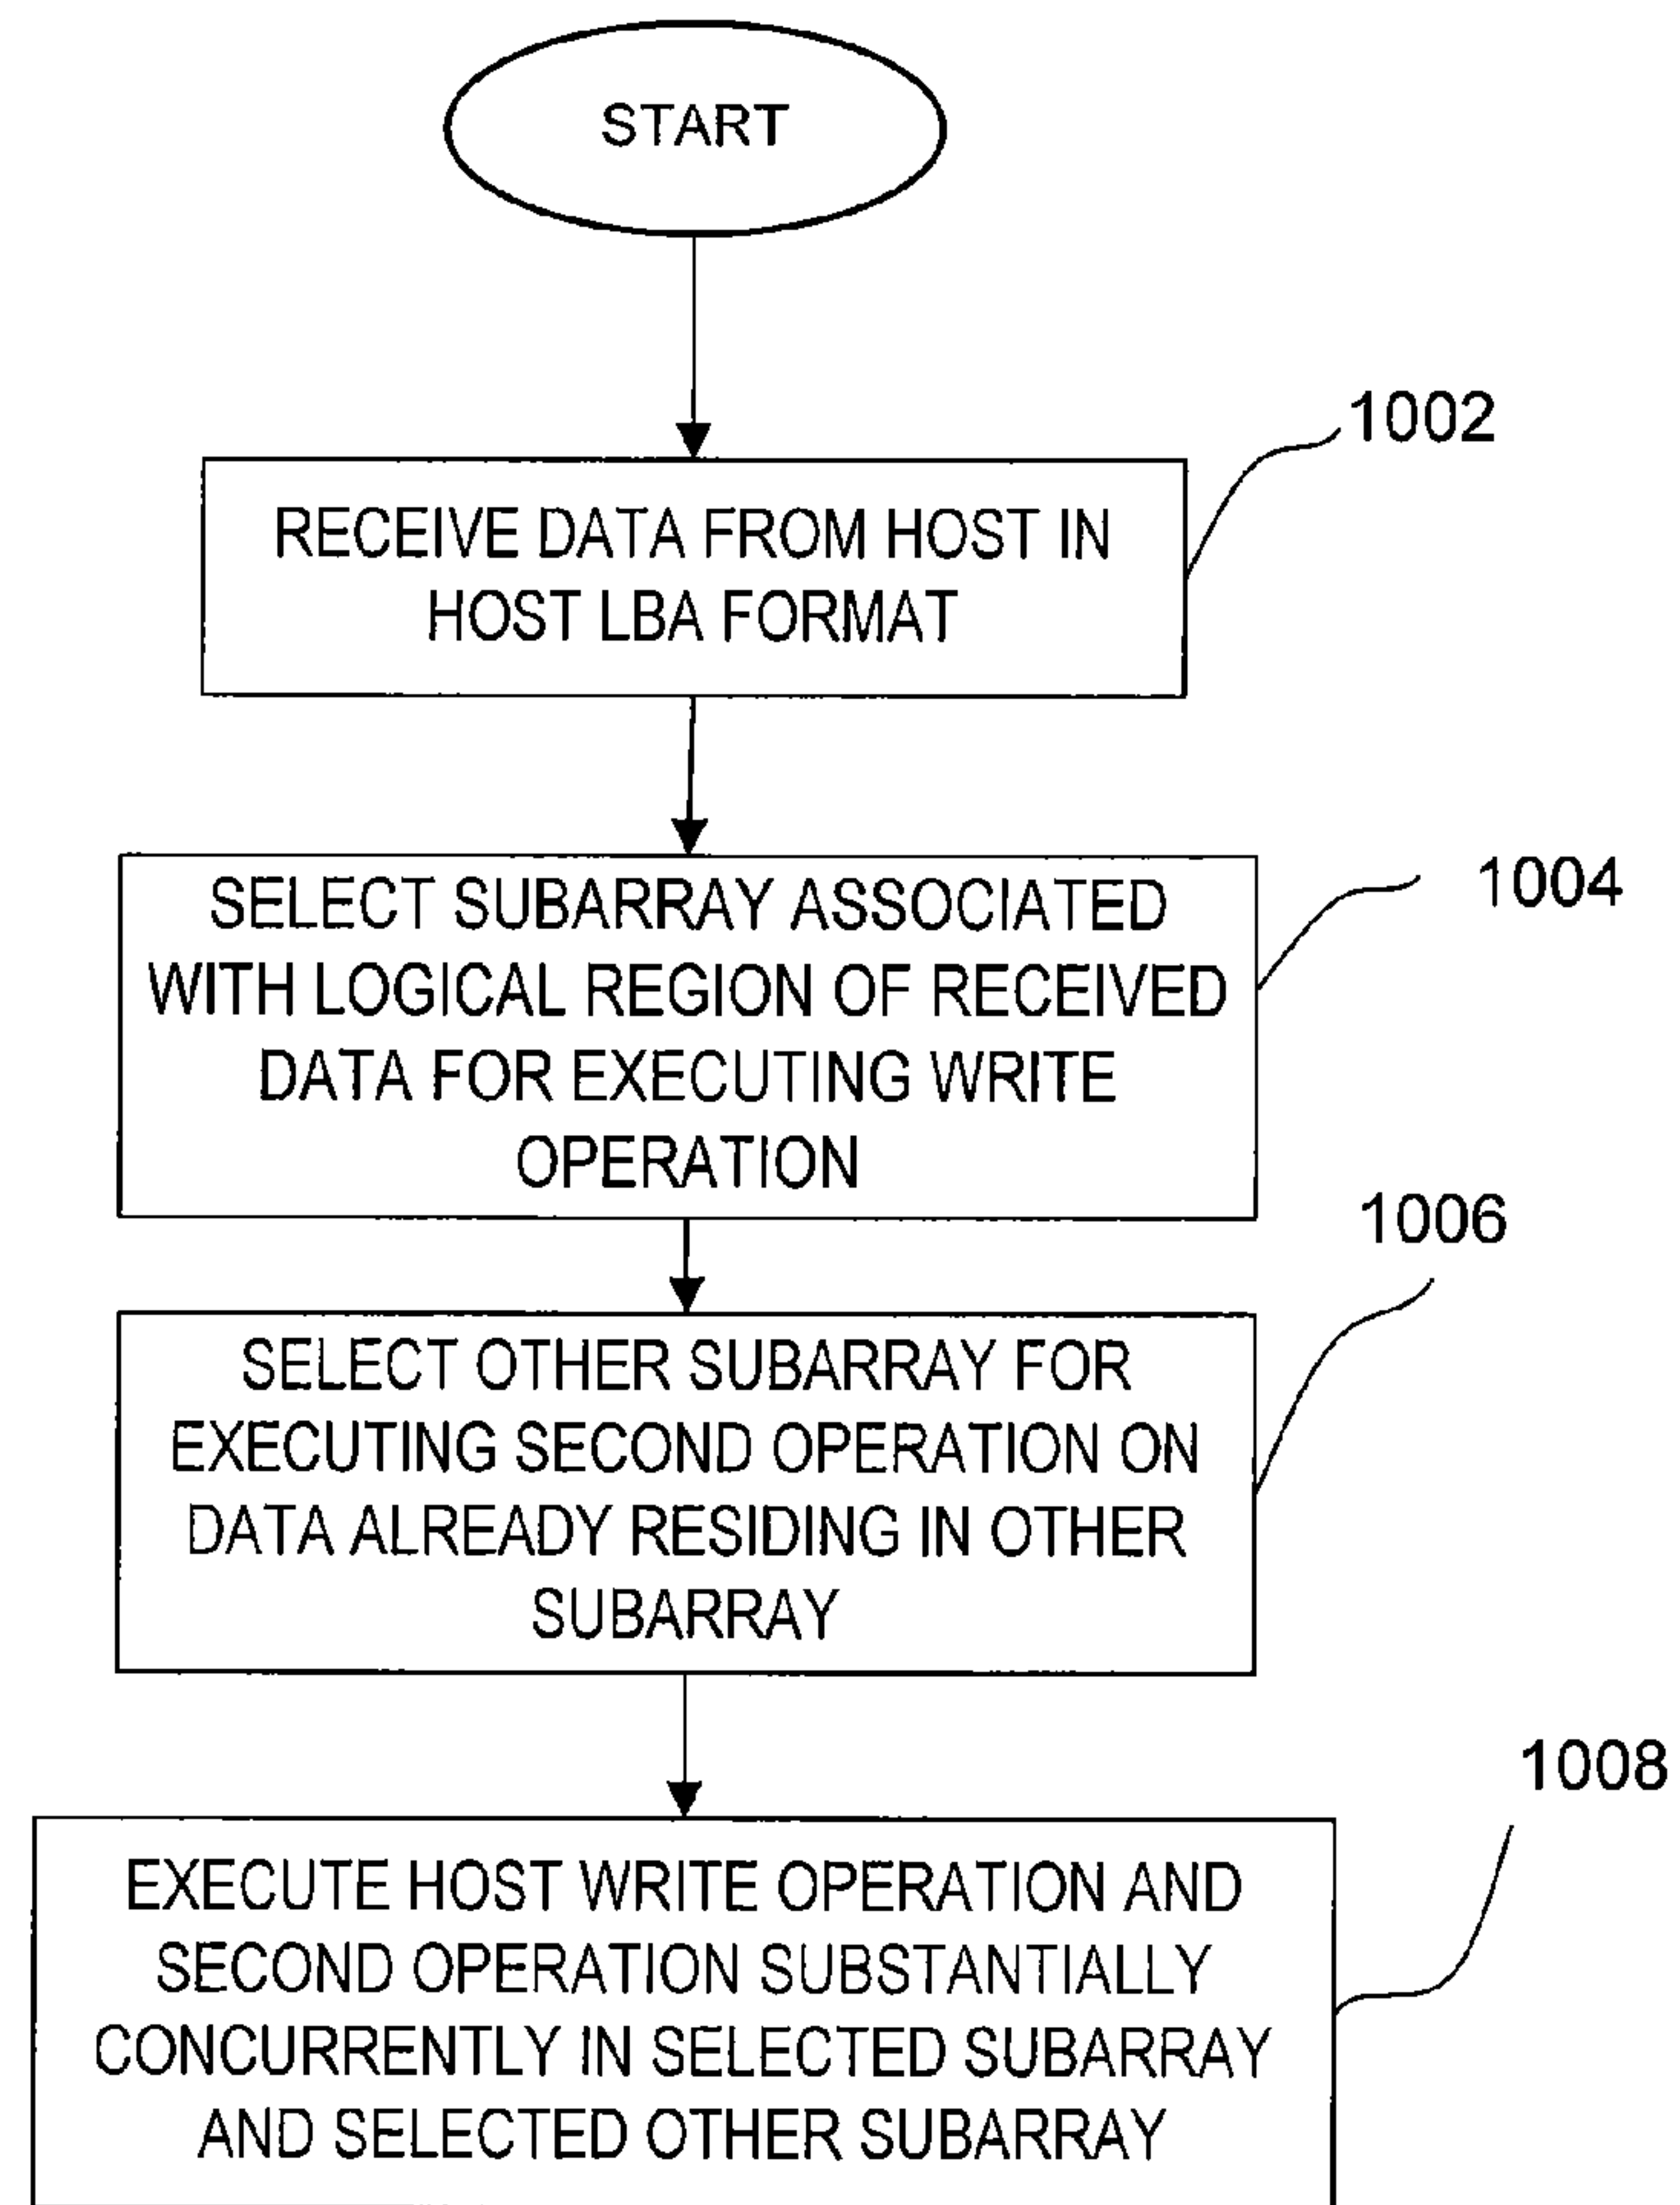 START
1002
RECEIVE DATA FROM HOST IN
HOST LBA FORMAT
1004
SELECT SUBARRAY ASSOCIATED
WITH LOGICAL REGION OF RECEIVED
DATA FOR EXECUTING WRITE
OPERATION
1006
SELECT OTHER SUBARRAY FOR
EXECUTING SECOND OPERATION ON
DATA ALREADY RESIDING IN OTHER
SUBARRAY
1008
EXECUTE HOST WRITE OPERATION AND
SECOND OPERATION SUBSTANTIALLY
CONCURRENTLY IN SELECTED SUBARRAY
AND SELECTED OTHER SUBARRAY